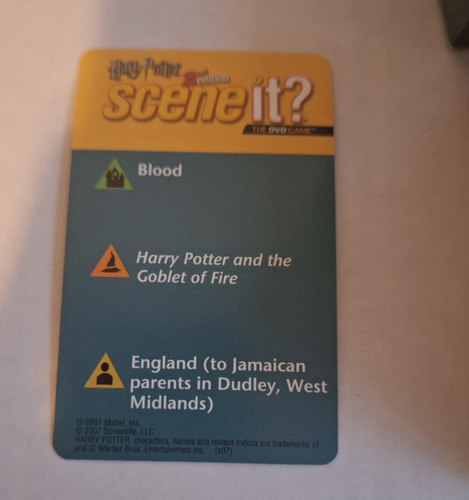 Harry Potter
2nd edition
scene it?
THE DVD GAME™
Blood
Harry Potter and the
Goblet of Fire
England (to Jamaican
parents in Dudley, West
Midlands)
© 2007 Mattel, Inc.
© 2007 Screenlife, LLC
HARRY POTTER, characters, names and related indicia are trademarks of
and © Warner Bros. Entertainment Inc. (s07)